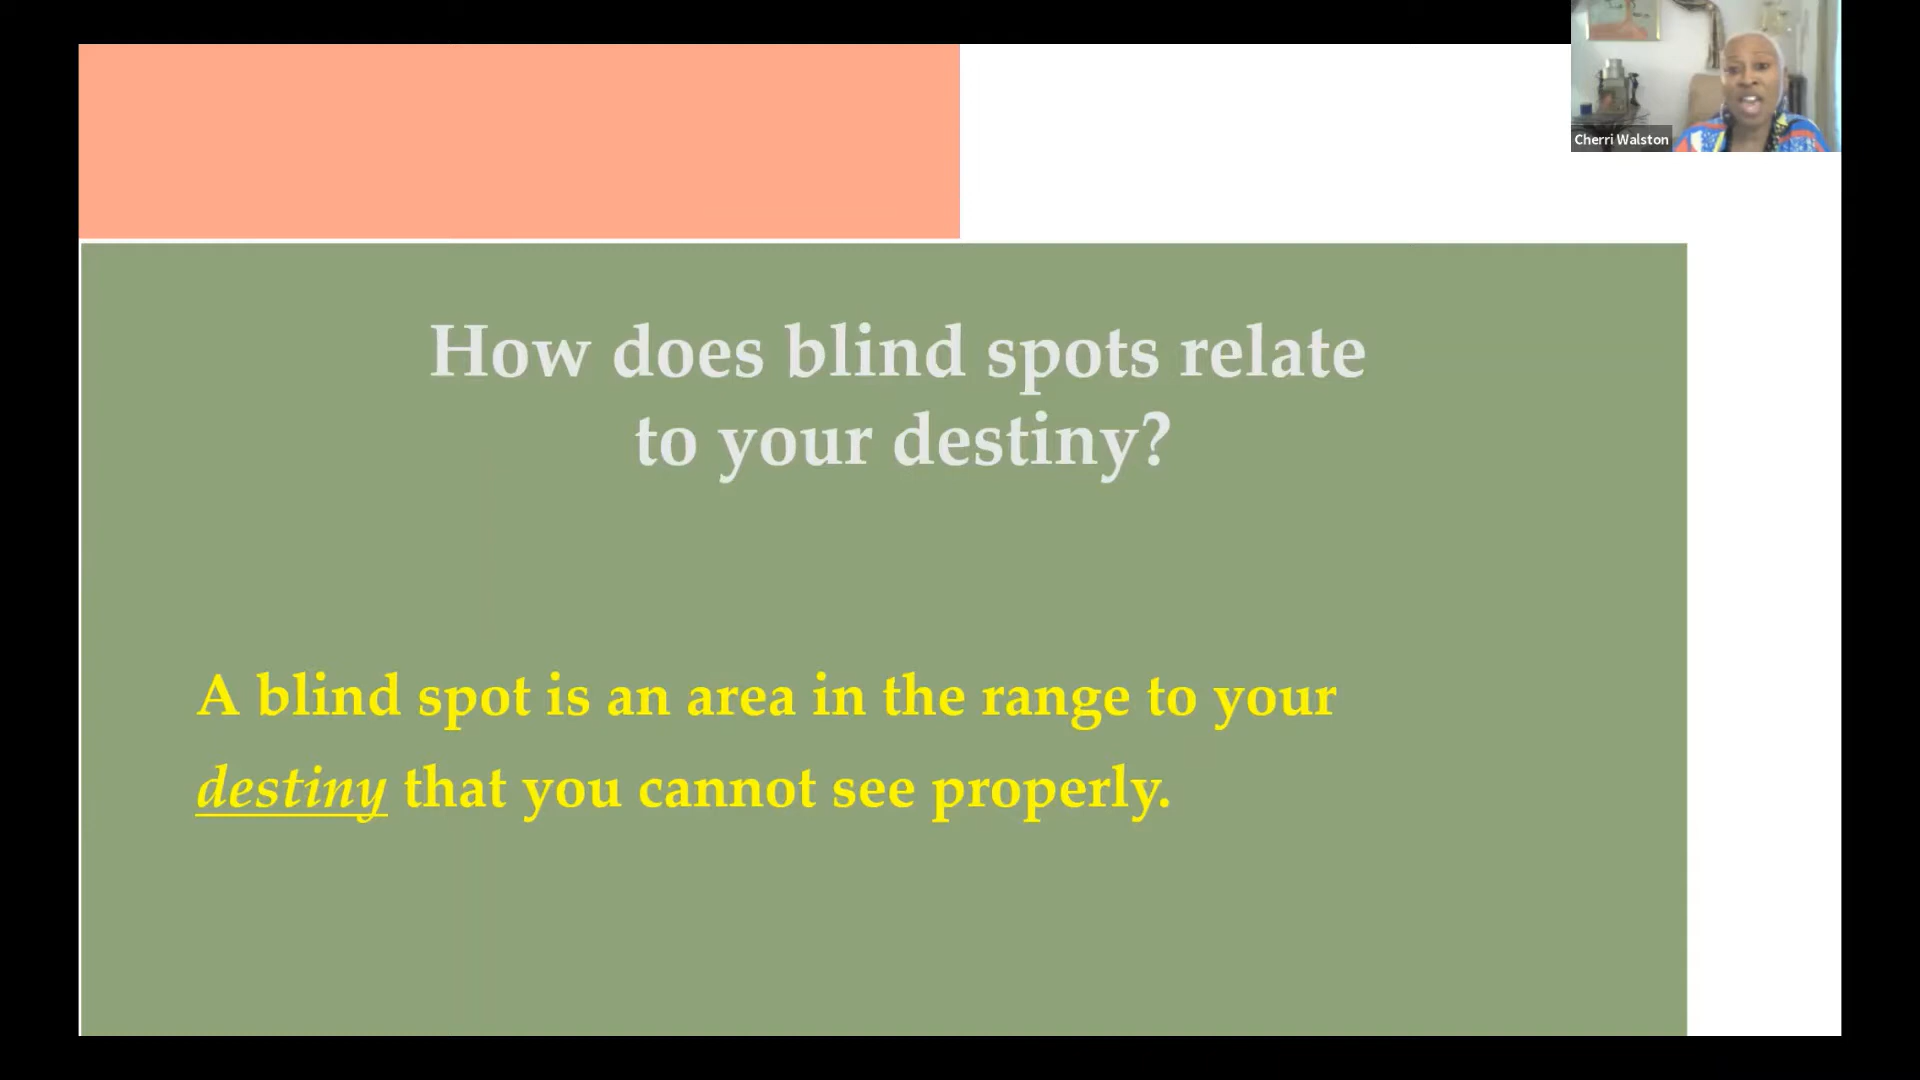 Cherri Walston
How does blind spots relate
to your destiny?
A blind spot is an area in the range to your
destiny that you cannot see properly.